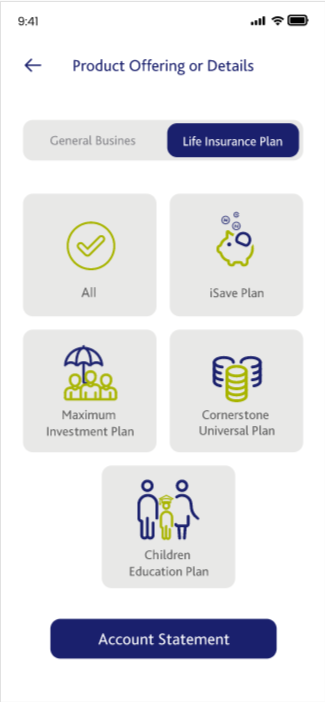 9:41
Product Offering or Details
General Busines
Life Insurance Plan
All
iSave Plan
Maximum
Investment Plan
Cornerstone
Universal Plan
Children
Education Plan
Account Statement